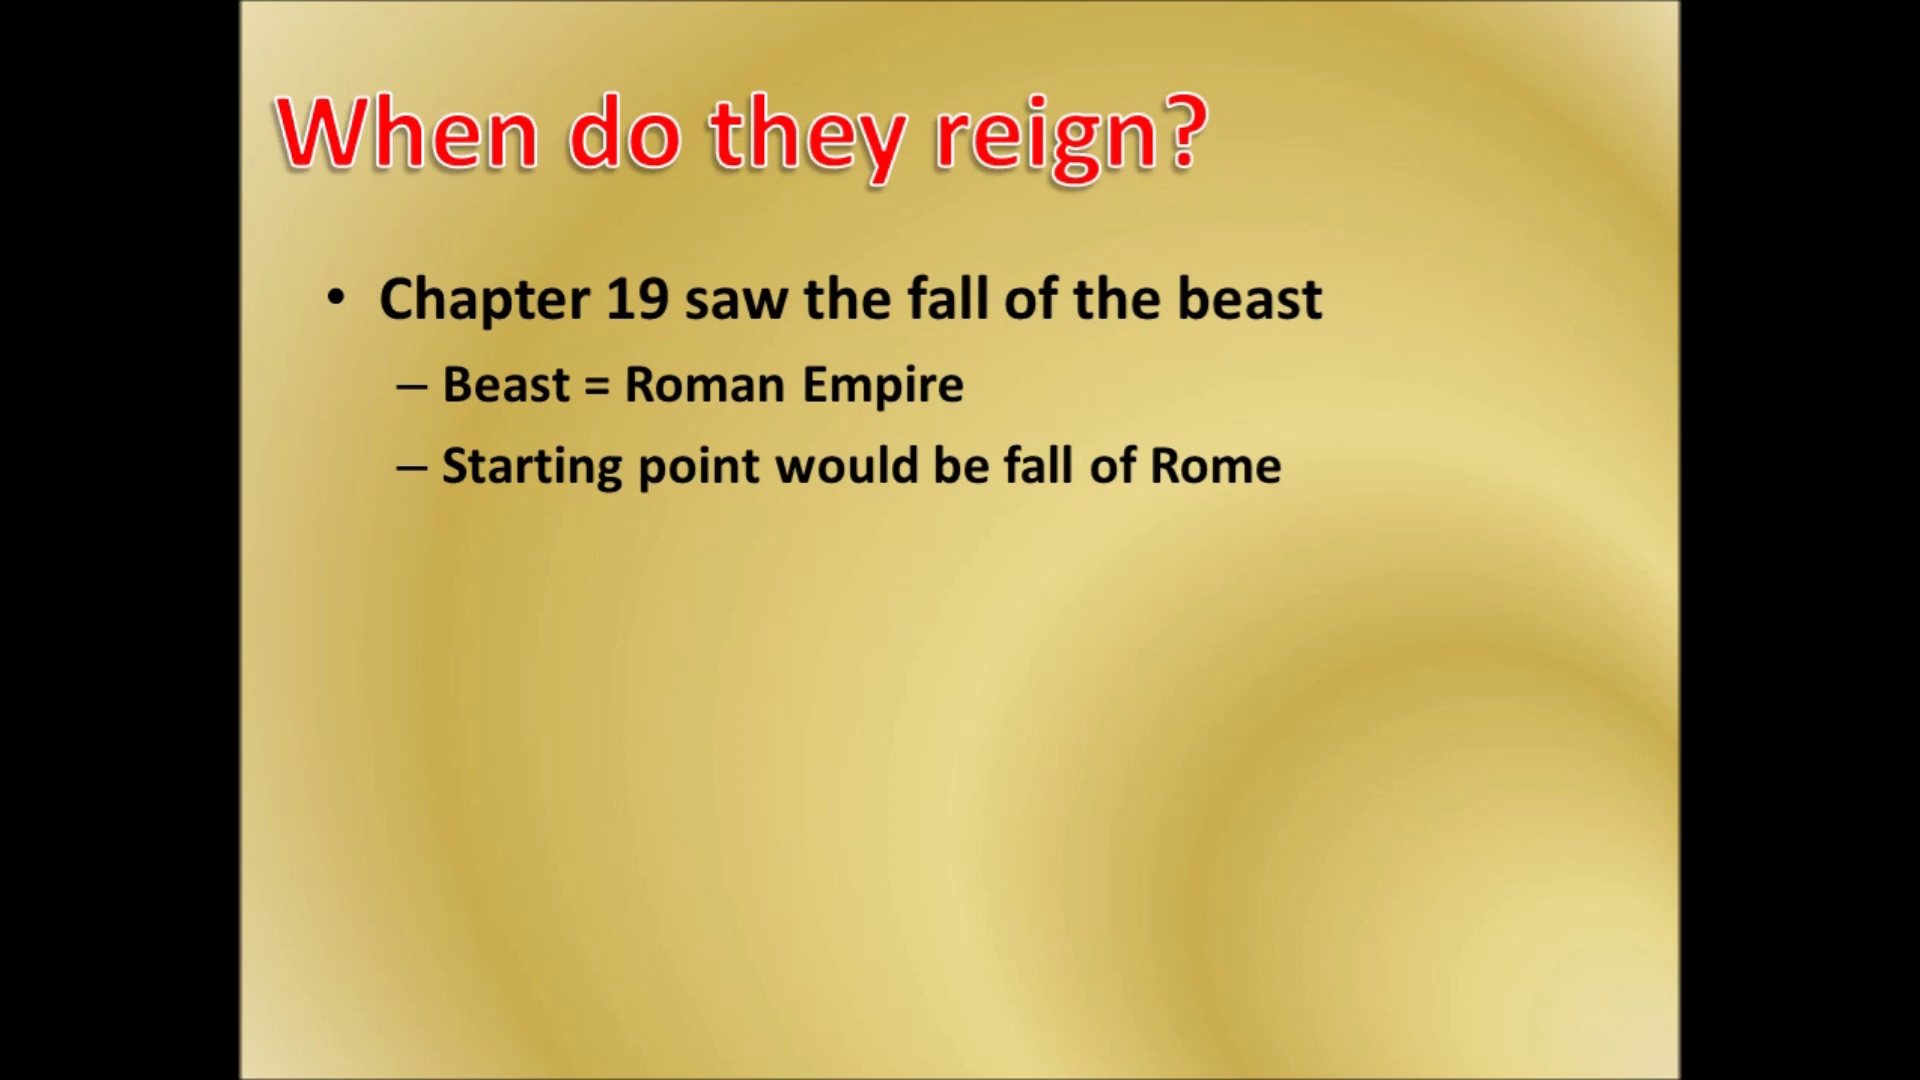 When do they reign?
• Chapter 19 saw the fall of the beast
– Beast = Roman Empire
– Starting point would be fall of Rome